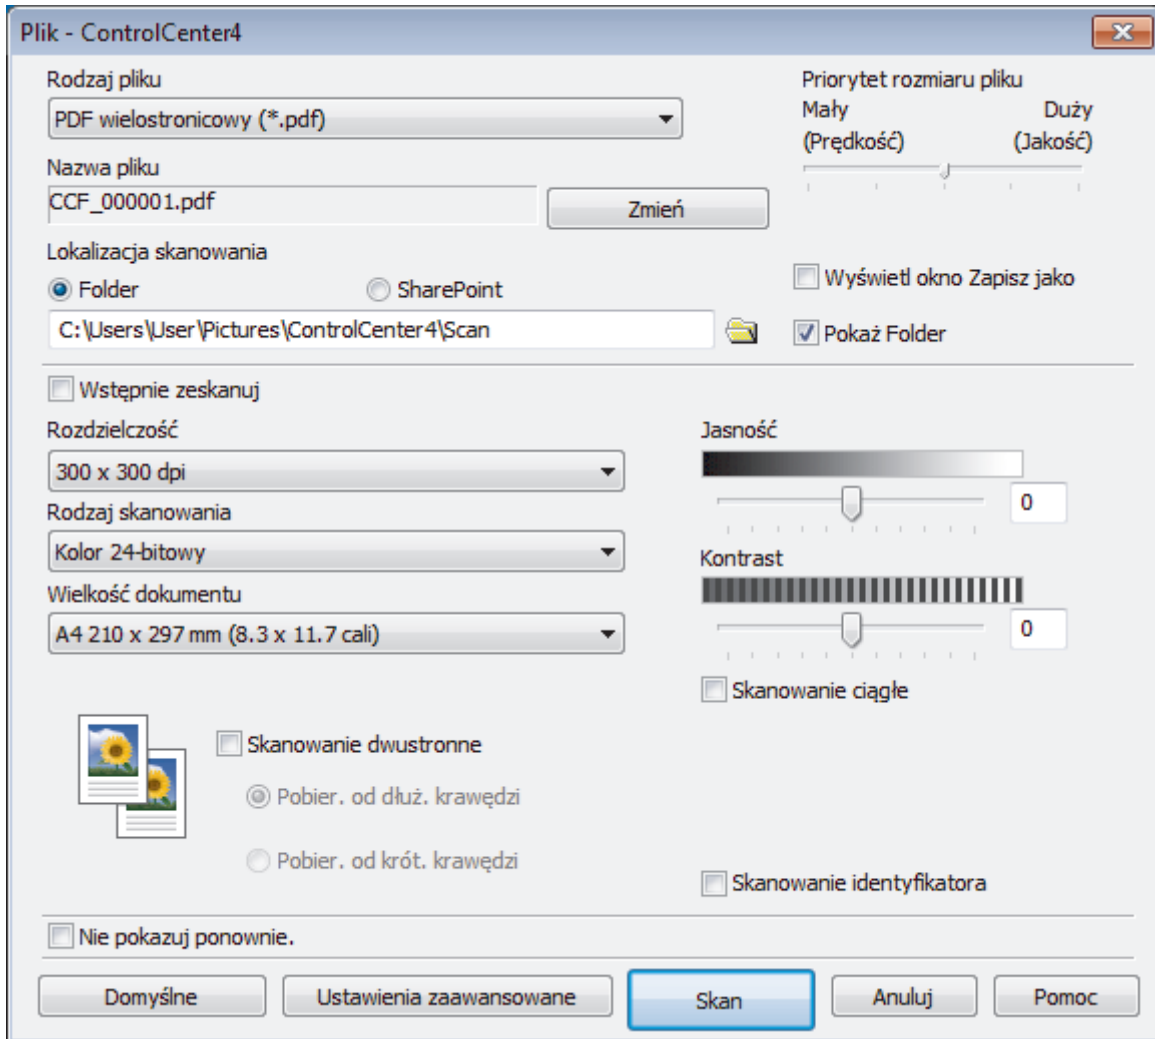 Plik - ControlCenter4
Rodzaj pliku
PDF wielostronicowy (*.pdf)
Priorytet rozmiaru pliku
Mały Duży
(Prędkość) (Jakość)
Nazwa pliku
CCF_000001.pdf
Zmień
Lokalizacja skanowania
Folder
SharePoint
C:\Users\User\Pictures\ControlCenter4\Scan
Wyświetl okno Zapisz jako
Pokaż Folder
Wstępnie zeskanuj
Rozdzielczość
300 x 300 dpi
Rodzaj skanowania
Kolor 24-bitowy
Wielkość dokumentu
A4 210 x 297 mm (8.3 x 11.7 cali)
Jasność
0
Kontrast
0
Skanowanie ciągłe
Skanowanie dwustronne
Pobier. od dłuż. krawędzi
Pobier. od krót. krawędzi
Skanowanie identyfikatora
Nie pokazuj ponownie.
Domyślne
Ustawienia zaawansowane
Skan
Anuluj
Pomoc